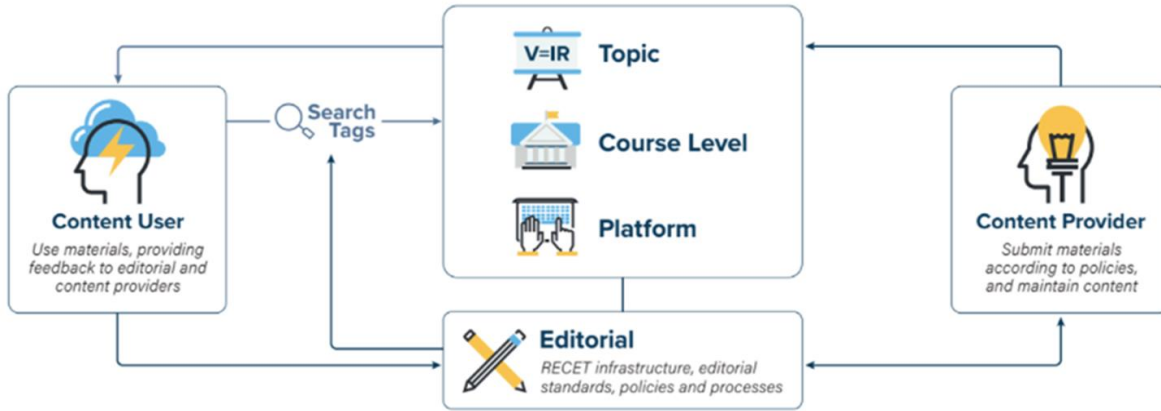 V=IR
Topic
Search
Tags
Course Level
Platform
Content User
Use materials, providing
feedback to editorial and
content providers
Content Provider
Submit materials
according to policies,
and maintain content
Editorial
RECET infrastructure, editorial
standards, policies and processes